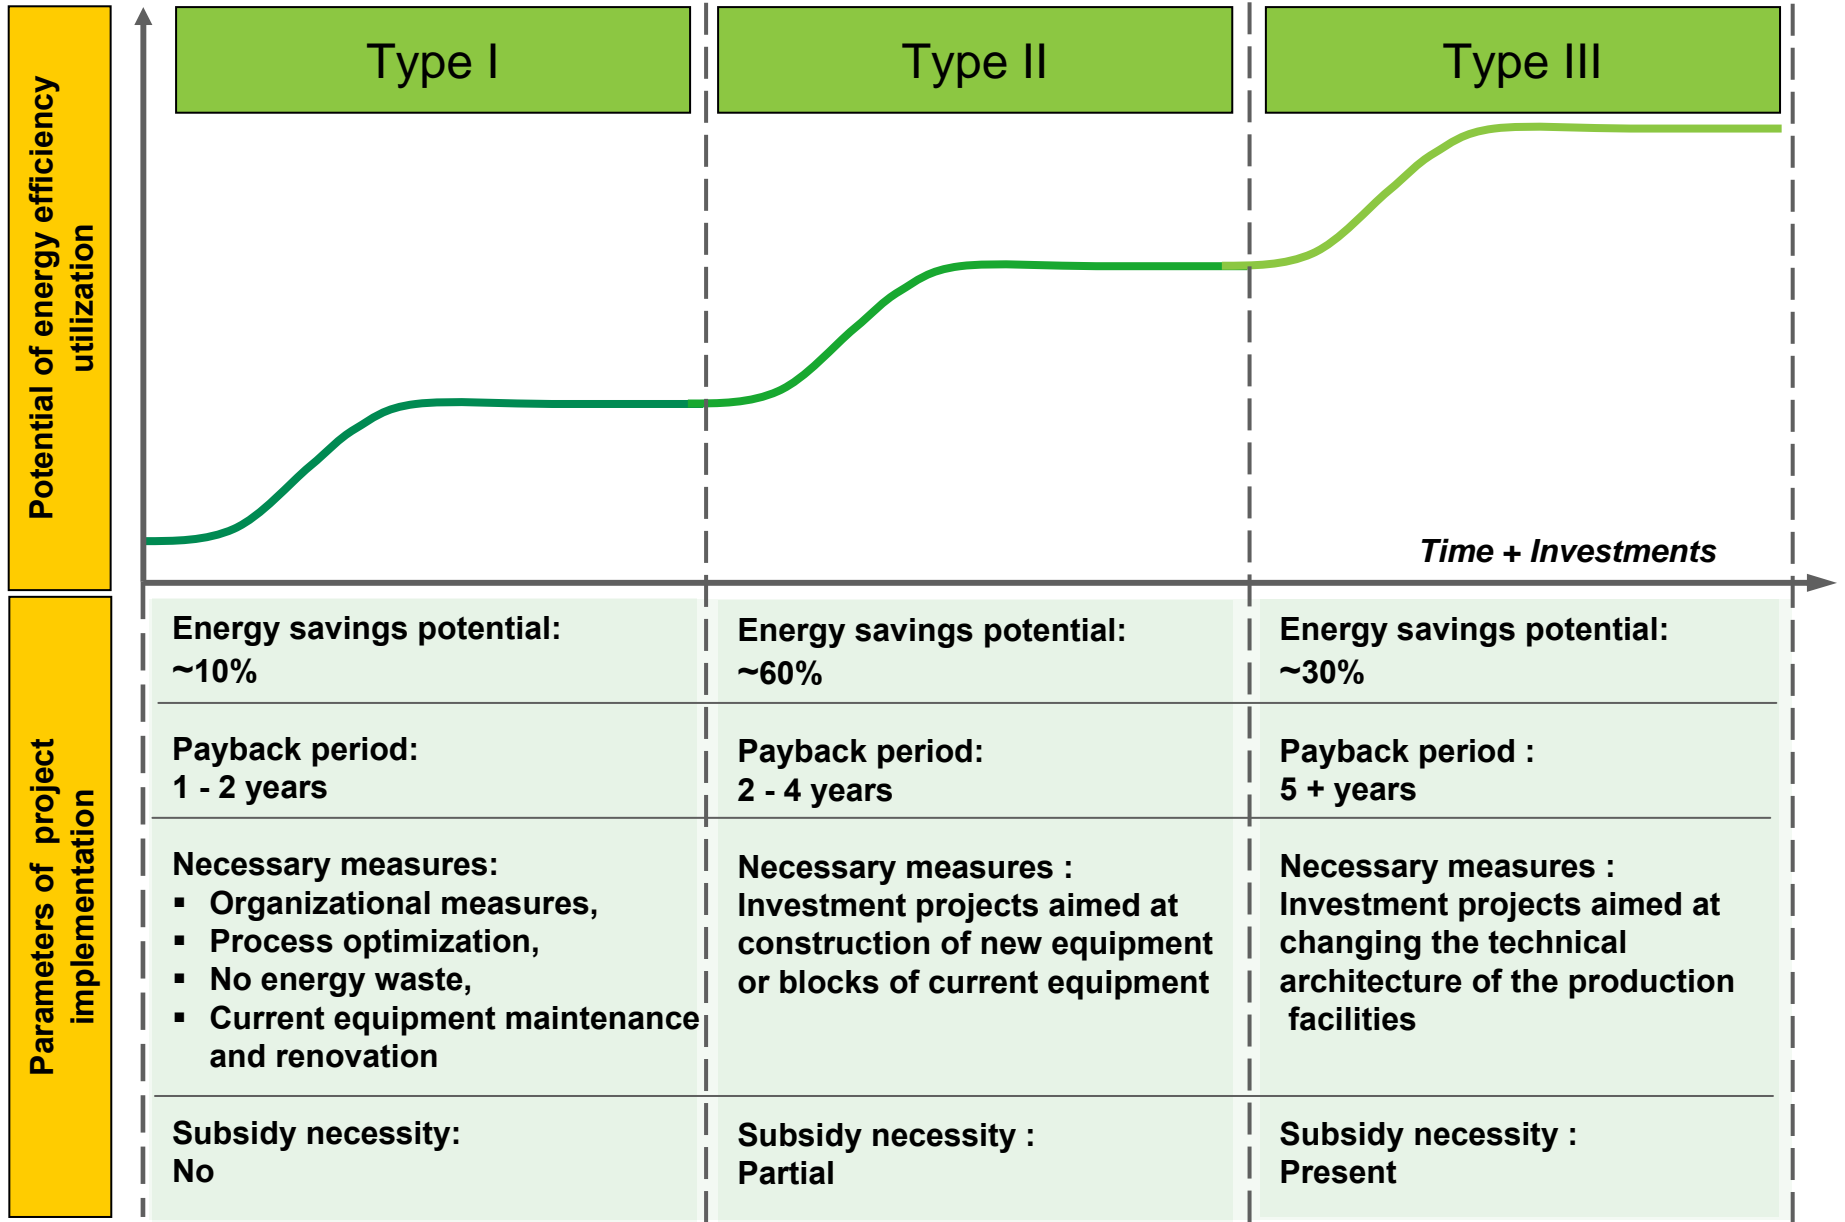 Potential of energy efficiency
utilization
Type I
Type II
Type III
Time + Investments
Parameters of project
implementation
Energy savings potential:
~10%
Payback period:
1 - 2 years
Necessary measures:
▪ Organizational measures,
▪ Process optimization,
▪ No energy waste,
▪ Current equipment maintenance
and renovation
Subsidy necessity:
No
Energy savings potential:
~60%
Payback period:
2 - 4 years
Necessary measures :
Investment projects aimed at
construction of new equipment
or blocks of current equipment
Subsidy necessity :
Partial
Energy savings potential:
~30%
Payback period :
5 + years
Necessary measures :
Investment projects aimed at
changing the technical
architecture of the production
facilities
Subsidy necessity :
Present